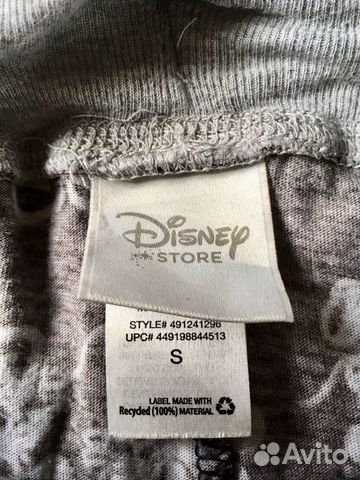 Disney
STORE
STYLE# 491241296
UPC# 449198844513
S
LABEL MADE WITH
Recycled (100%) MATERIAL
Avito